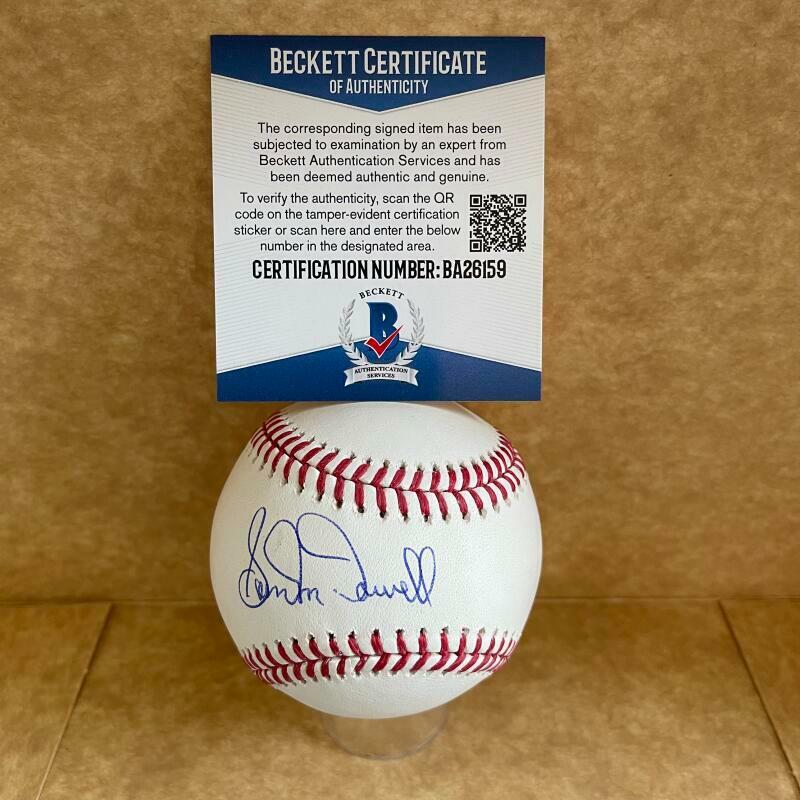 BECKETT CERTIFICATE
OF AUTHENTICITY
The corresponding signed item has been
subjected to examination by an expert from
Beckett Authentication Services and has
been deemed authentic and genuine.
To verify the authenticity, scan the QR
code on the tamper-evident certification
sticker or scan here and enter the below
number in the designated area.
CERTIFICATION NUMBER: BA26159
BECKETT
B
AUTHENTICATION
SERVICES